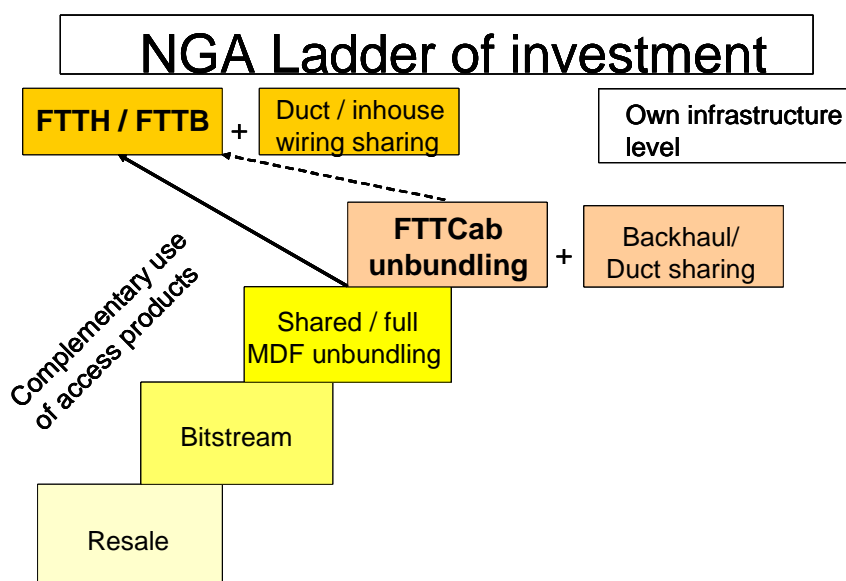 NGA Ladder of investment
FTTH / FTTB
+
Duct / inhouse
wiring sharing
Own infrastructure
level
FTTCab
unbundling
+
Backhaul/
Duct sharing
Complementary use
of access products
Shared / full
MDF unbundling
Bitstream
Resale